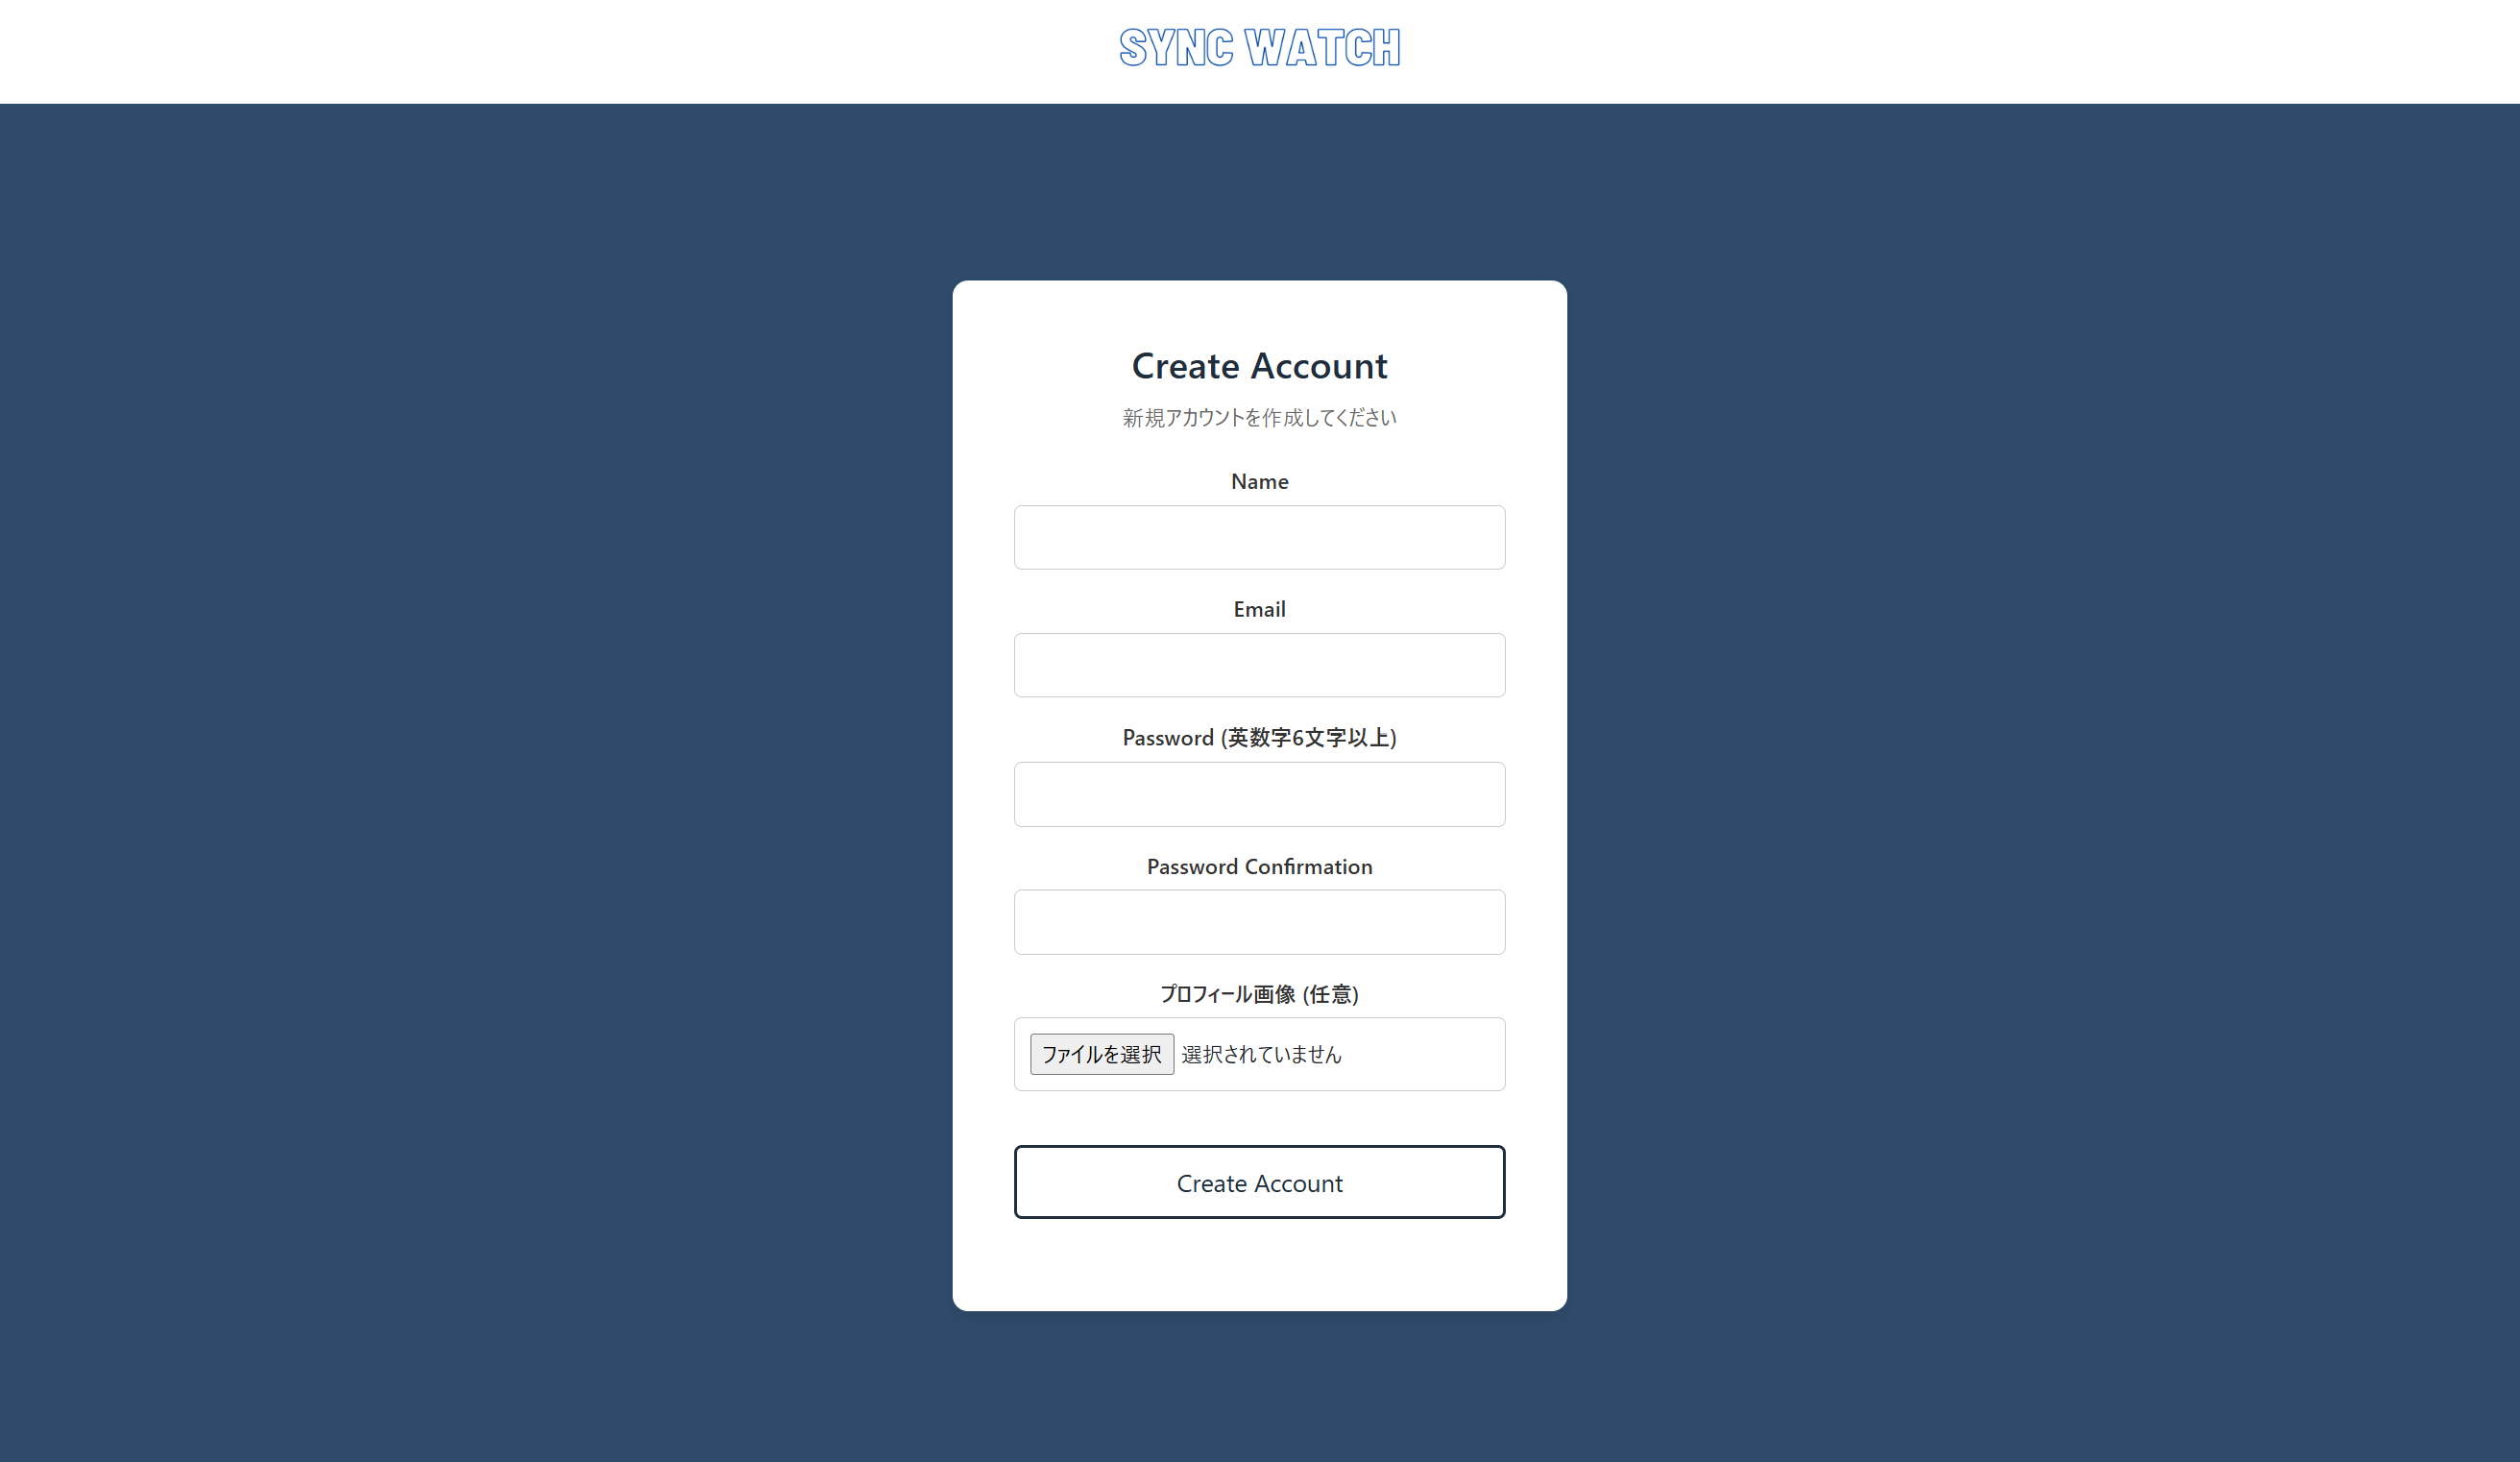 SYNC WATCH
Create Account
新規アカウントを作成してください
Name
Email
Password (英数字6文字以上)
Password Confirmation
プロフィール画像 (任意)
ファイルを選択 選択されていません
Create Account